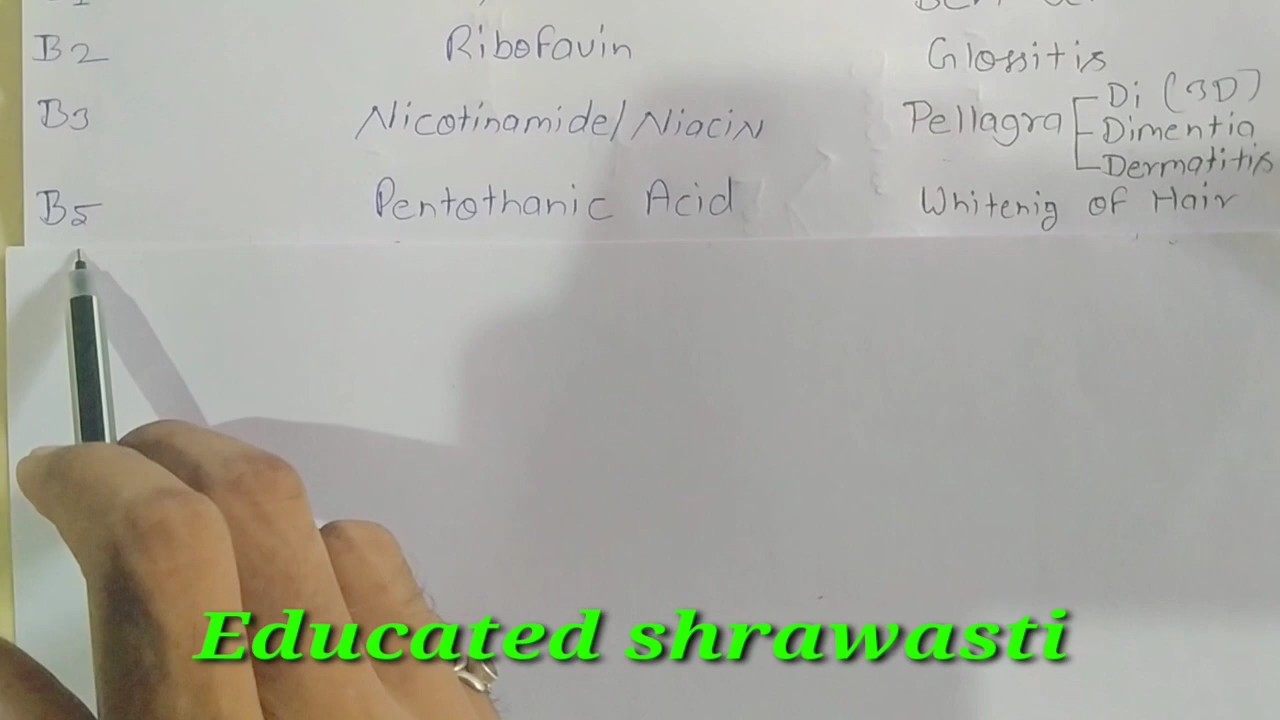 B2 Ribofavin Glossitis
B3 Nicotinamide/Niacin Pellagra Di (3D)
Dimentia
Dermatitis
B5 Pentothanic Acid Whitenig of Hair
Educated shrawasti